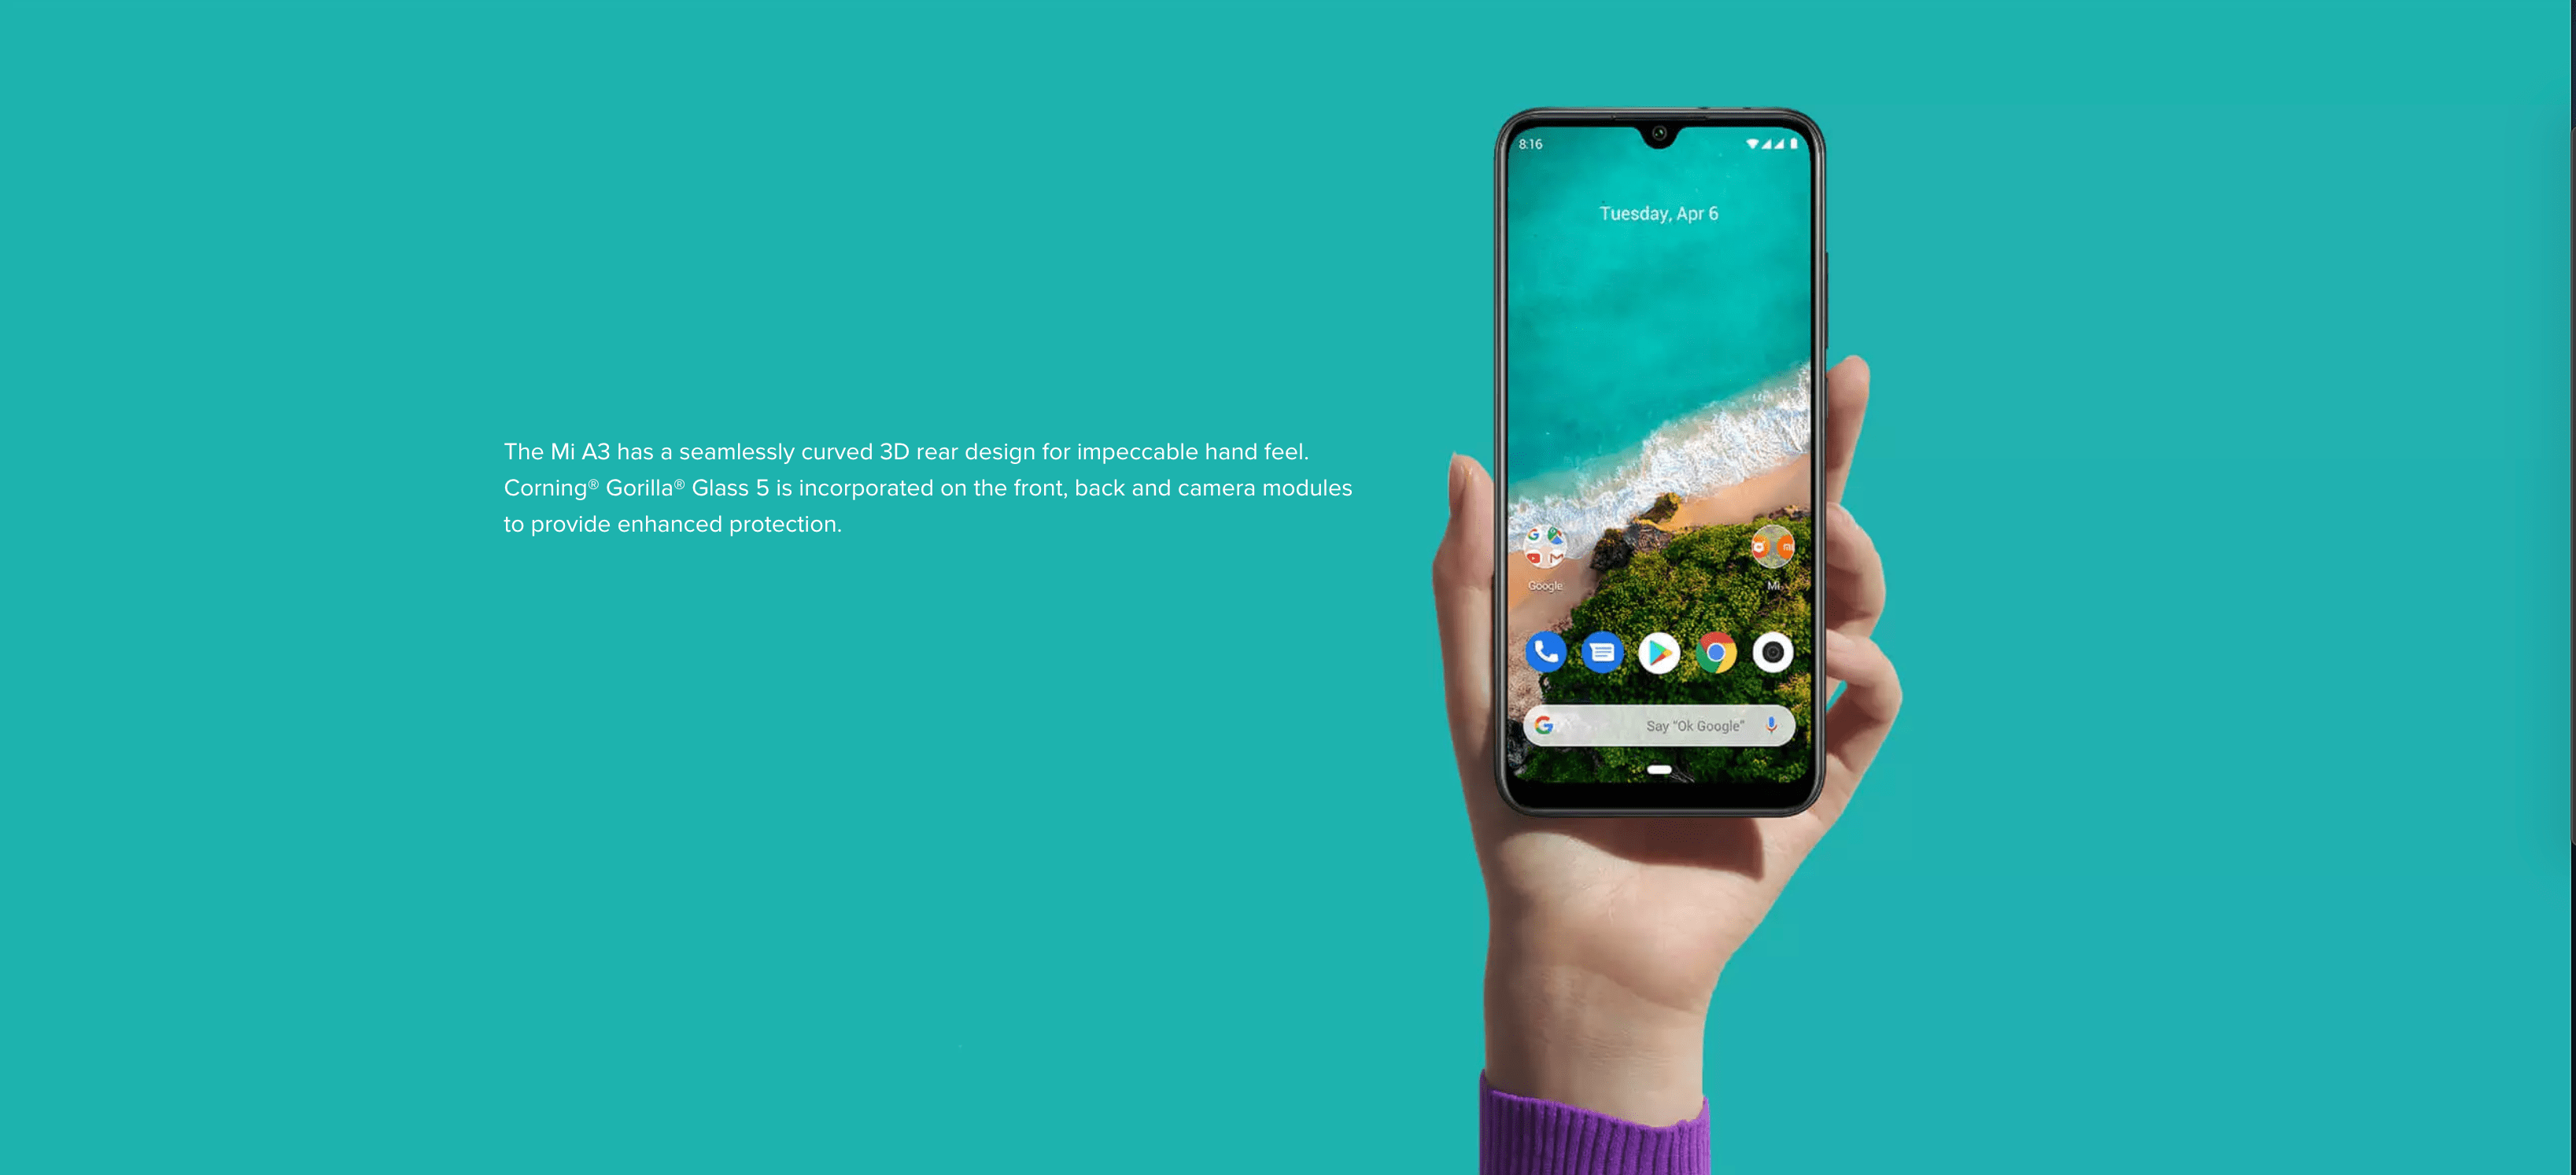 The Mi A3 has a seamlessly curved 3D rear design for impeccable hand feel.
Corning® Gorilla® Glass 5 is incorporated on the front, back and camera modules
to provide enhanced protection.
8:16
Tuesday, Apr 6
Google
Mi
Say "Ok Google"